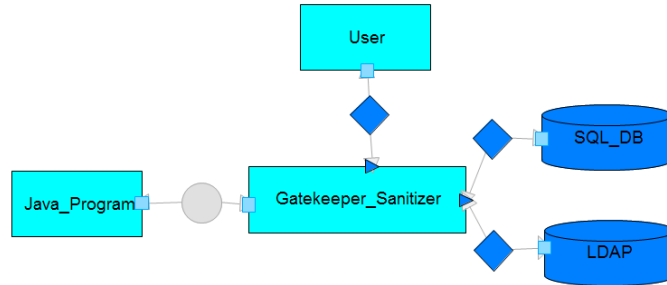 User
SQL_DB
Java_Program
Gatekeeper_Sanitizer
LDAP